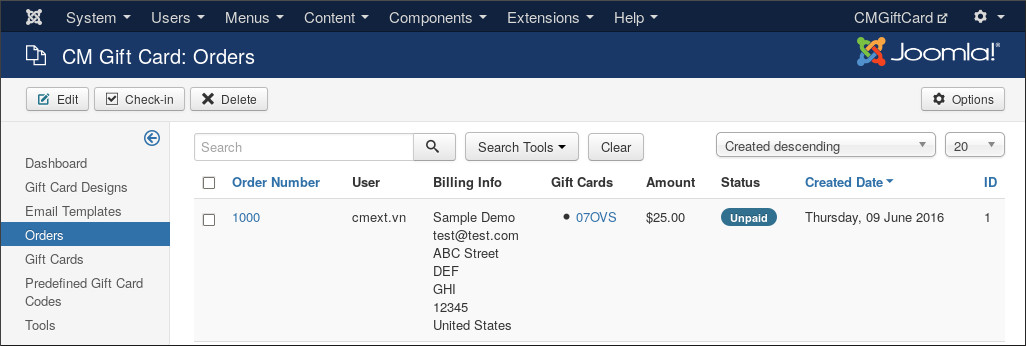 System Users Menus Content Components Extensions Help CMGiftCard
CM Gift Card: Orders Joomla!®
Edit Check-in Delete Options
Search Search Tools Clear Created descending 20
Dashboard
Gift Card Designs
Email Templates
Orders
Gift Cards
Predefined Gift Card
Codes
Tools
Order Number User Billing Info Gift Cards Amount Status Created Date ID
1000 cmext.vn Sample Demo • 07OVS $25.00 Unpaid Thursday, 09 June 2016 1
test@test.com
ABC Street
DEF
GHI
12345
United States